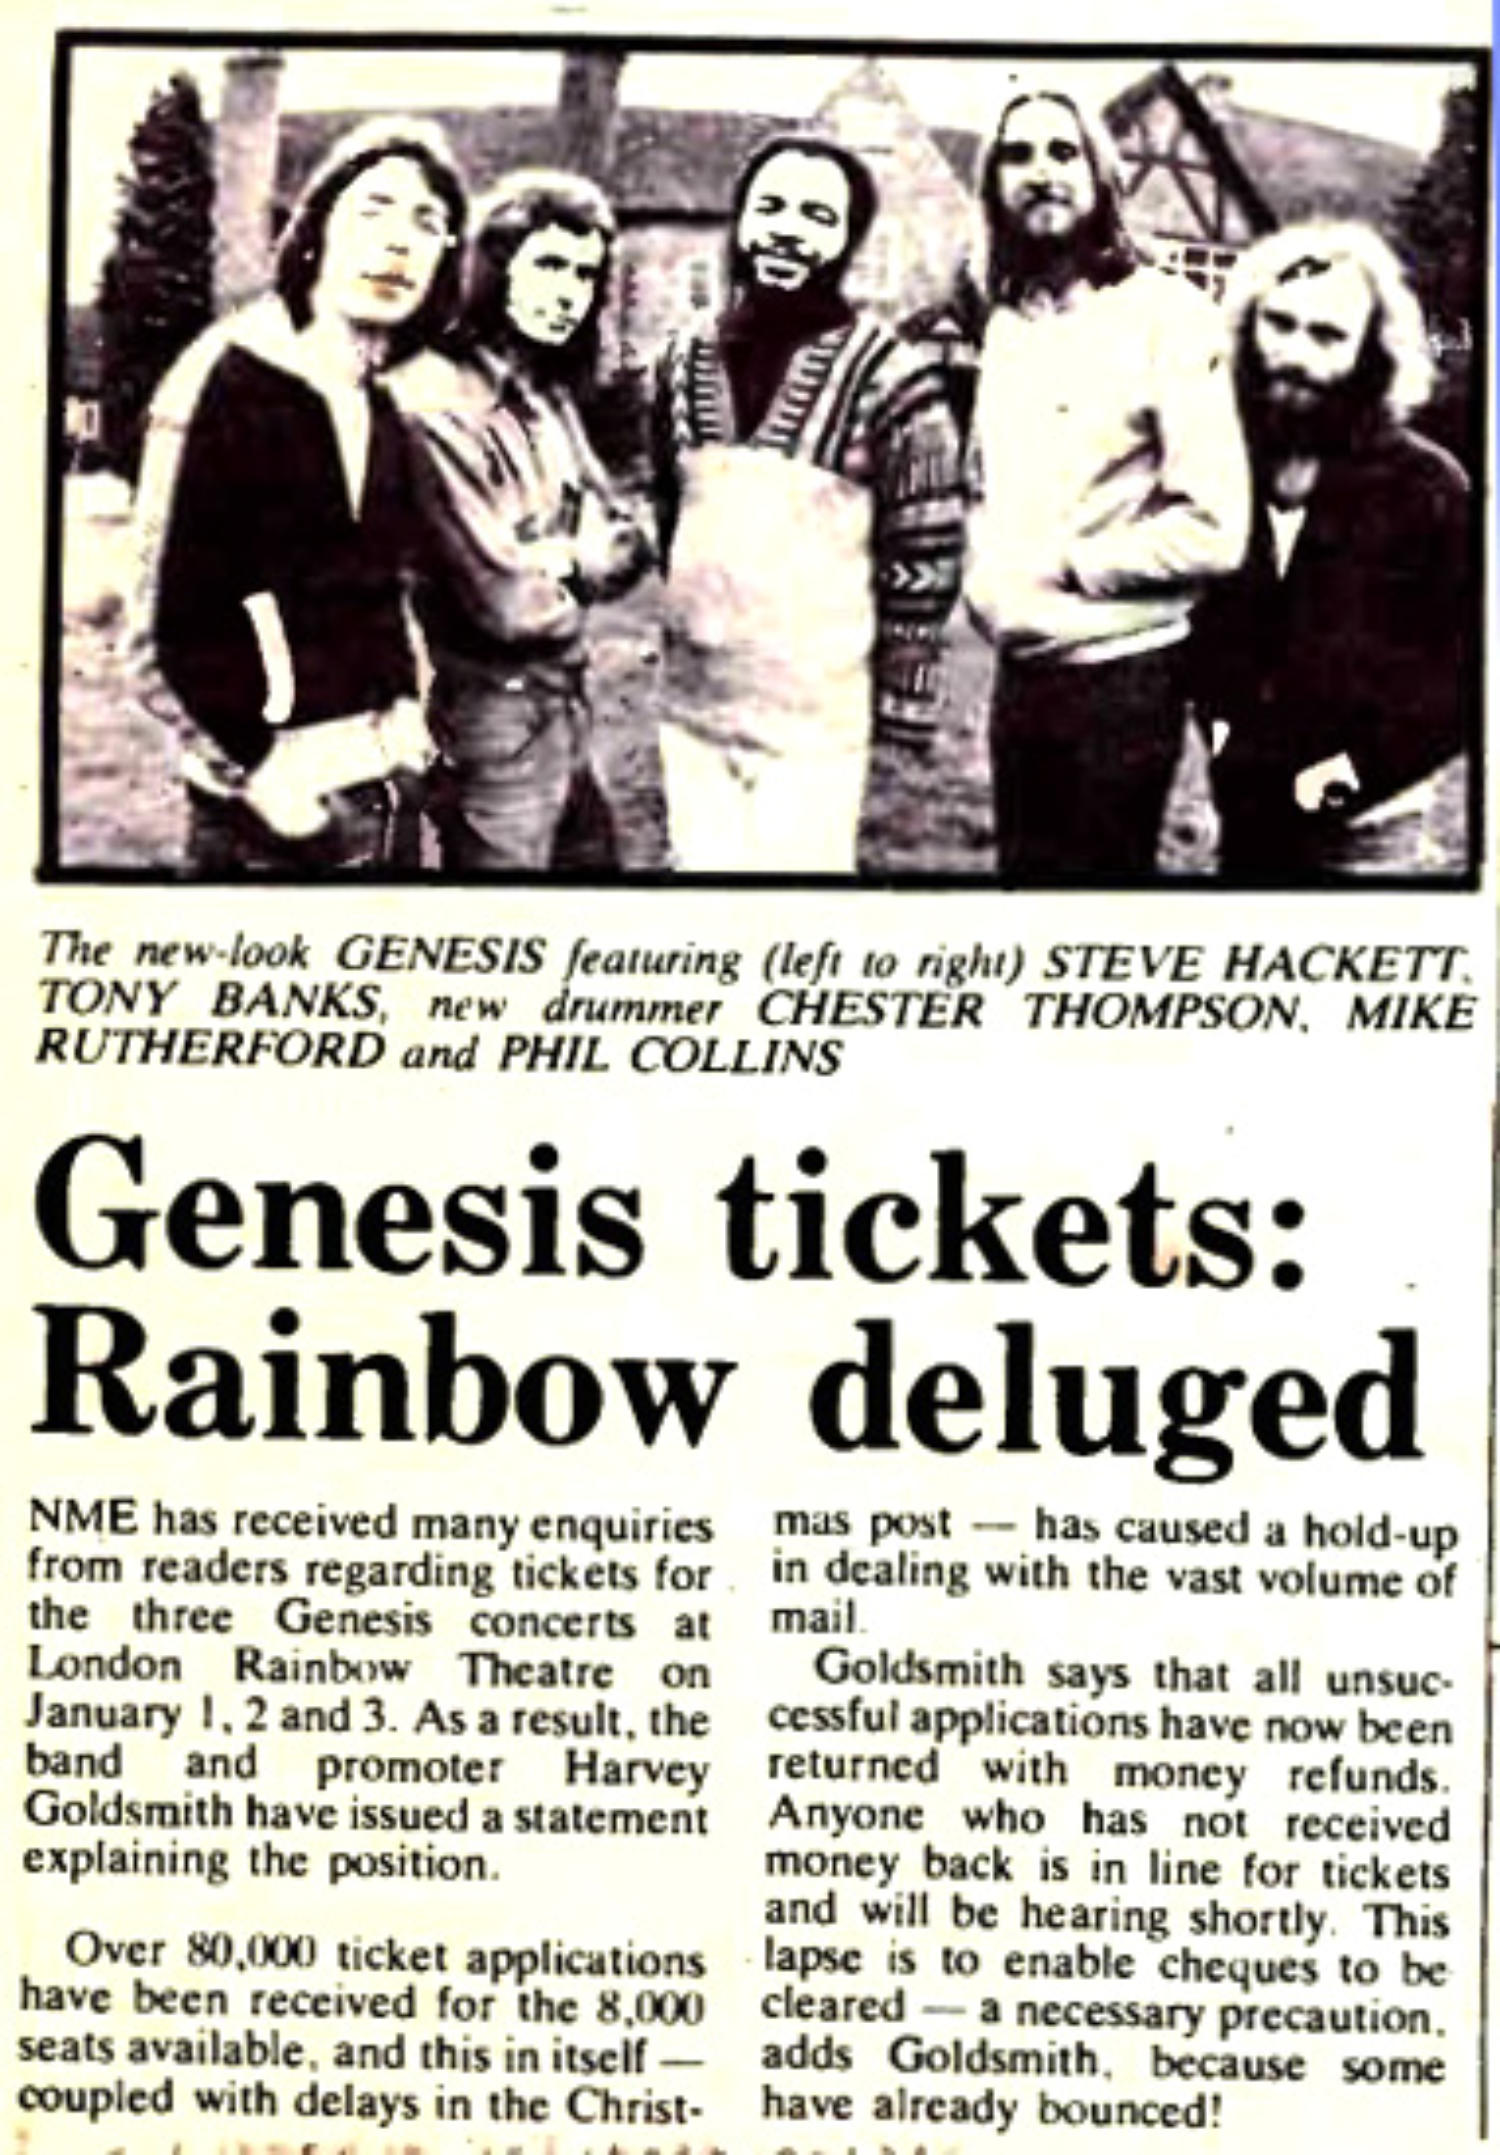 The new-look GENESIS featuring (left to right) STEVE HACKETT,
TONY BANKS, new drummer CHESTER THOMPSON, MIKE
RUTHERFORD and PHIL COLLINS
Genesis tickets:
Rainbow deluged
NME has received many enquiries
from readers regarding tickets for
the three Genesis concerts at
London Rainbow Theatre on
January 1, 2 and 3. As a result, the
band and promoter Harvey
Goldsmith have issued a statement
explaining the position.
Over 80,000 ticket applications
have been received for the 8,000
seats available, and this in itself —
coupled with delays in the Christ-
mas post — has caused a hold-up
in dealing with the vast volume of
mail.
Goldsmith says that all unsuc-
cessful applications have now been
returned with money refunds.
Anyone who has not received
money back is in line for tickets
and will be hearing shortly. This
lapse is to enable cheques to be
cleared — a necessary precaution,
adds Goldsmith, because some
have already bounced!